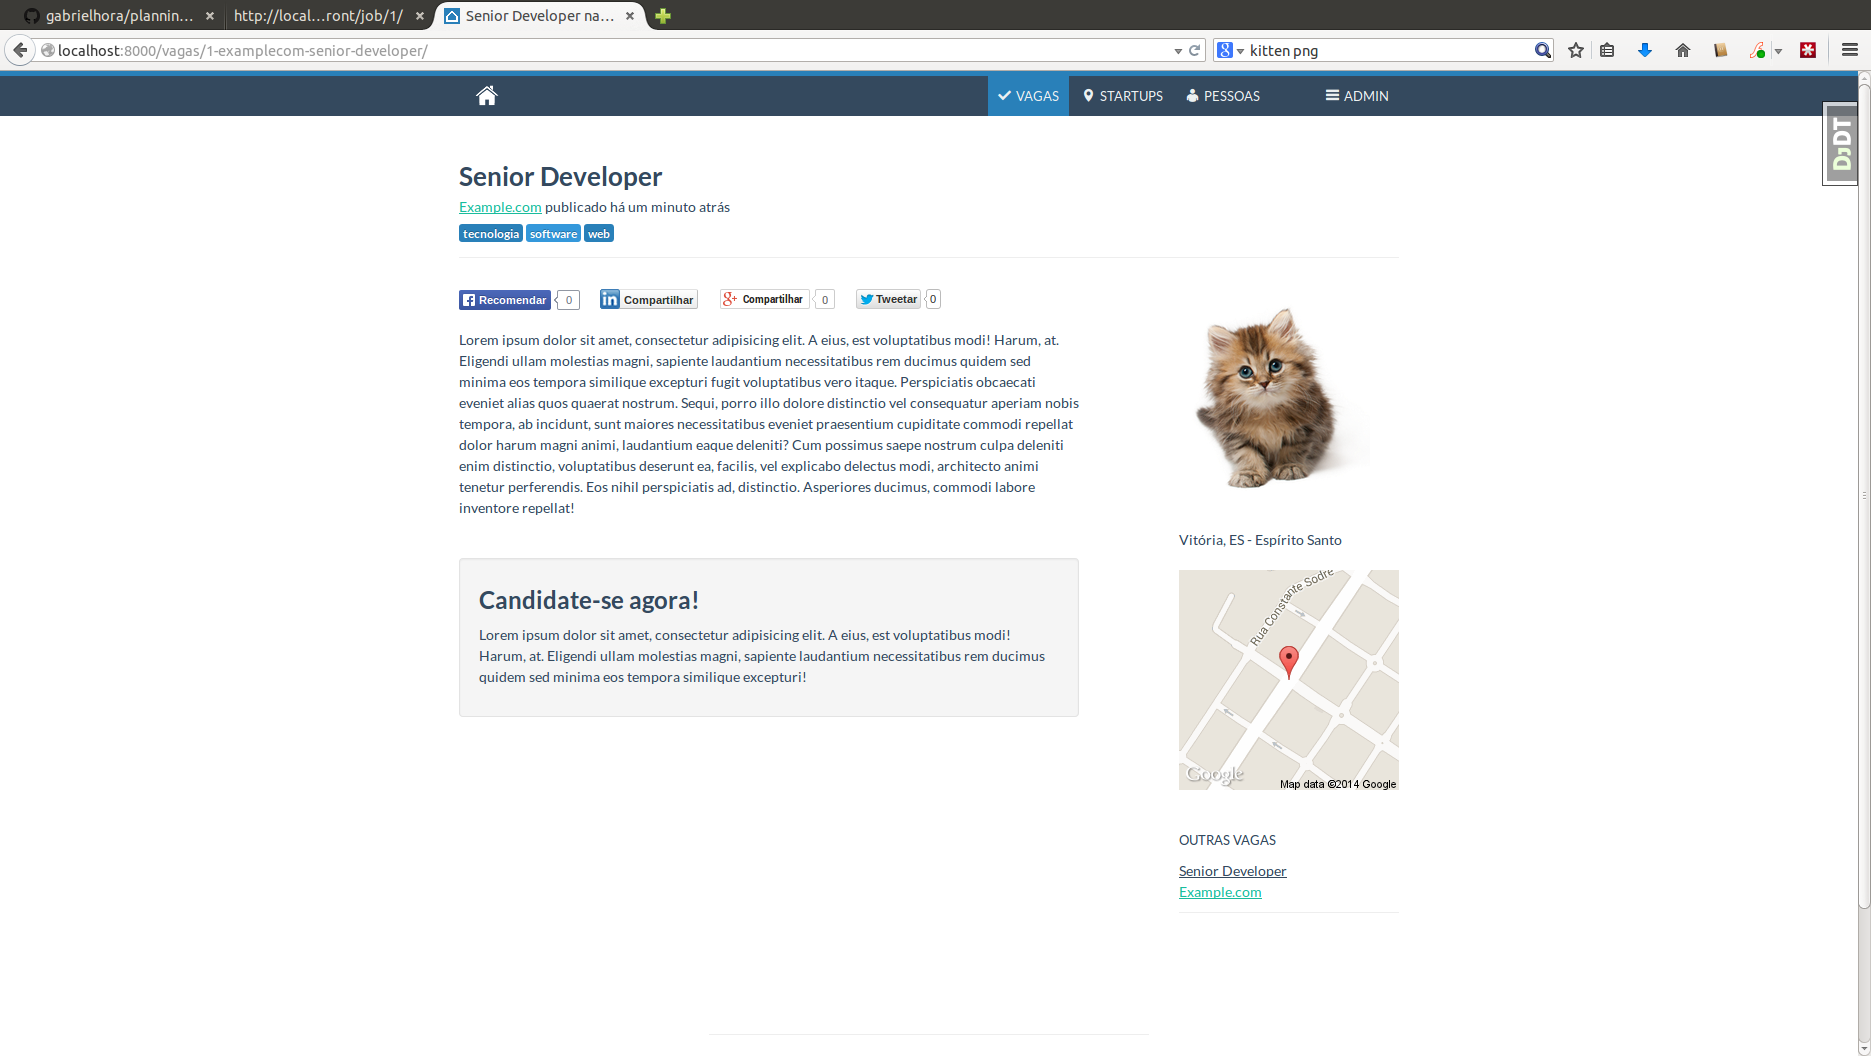 gabrielhora/plannin...
http://local...ront/job/1/
Senior Developer na...
localhost:8000/vagas/1-examplecom-senior-developer/
kitten png
VAGAS
STARTUPS
PESSOAS
ADMIN
DJDT
Senior Developer
Example.com publicado há um minuto atrás
tecnologia software web
Recomendar 0
in Compartilhar
g+ Compartilhar 0
Tweetar 0
Lorem ipsum dolor sit amet, consectetur adipisicing elit. A eius, est voluptatibus modi! Harum, at.
Eligendi ullam molestias magni, sapiente laudantium necessitatibus rem ducimus quidem sed
minima eos tempora similique excepturi fugit voluptatibus vero itaque. Perspiciatis obcaecati
eveniet alias quos quaerat nostrum. Sequi, porro illo dolore distinctio vel consequatur aperiam nobis
tempora, ab incidunt, sunt maiores necessitatibus eveniet praesentium cupiditate commodi repellat
dolor harum magni animi, laudantium eaque deleniti? Cum possimus saepe nostrum culpa deleniti
enim distinctio, voluptatibus deserunt ea, facilis, vel explicabo delectus modi, architecto animi
tenetur perferendis. Eos nihil perspiciatis ad, distinctio. Asperiores ducimus, commodi labore
inventore repellat!
Candidate-se agora!
Lorem ipsum dolor sit amet, consectetur adipisicing elit. A eius, est voluptatibus modi!
Harum, at. Eligendi ullam molestias magni, sapiente laudantium necessitatibus rem ducimus
quidem sed minima eos tempora similique excepturi!
Vitória, ES - Espírito Santo
Rua Constante Sodré
Google
Map data ©2014 Google
OUTRAS VAGAS
Senior Developer
Example.com